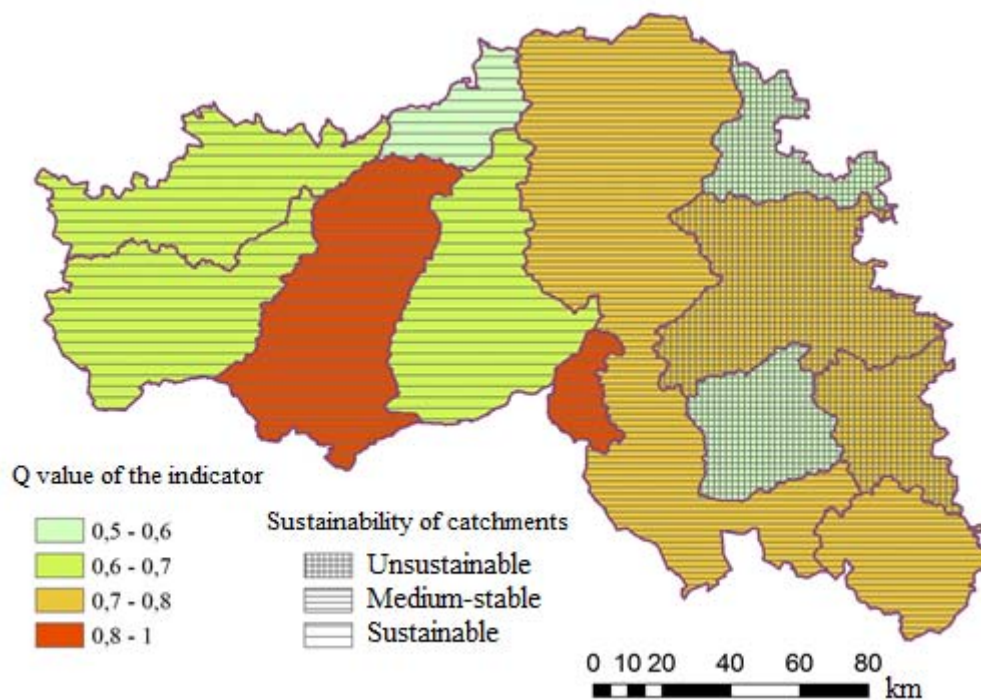 Q value of the indicator
0,5 - 0,6
0,6 - 0,7
0,7 - 0,8
0,8 - 1
Sustainability of catchments
Unsustainable
Medium-stable
Sustainable
0 10 20 40 60 80
km